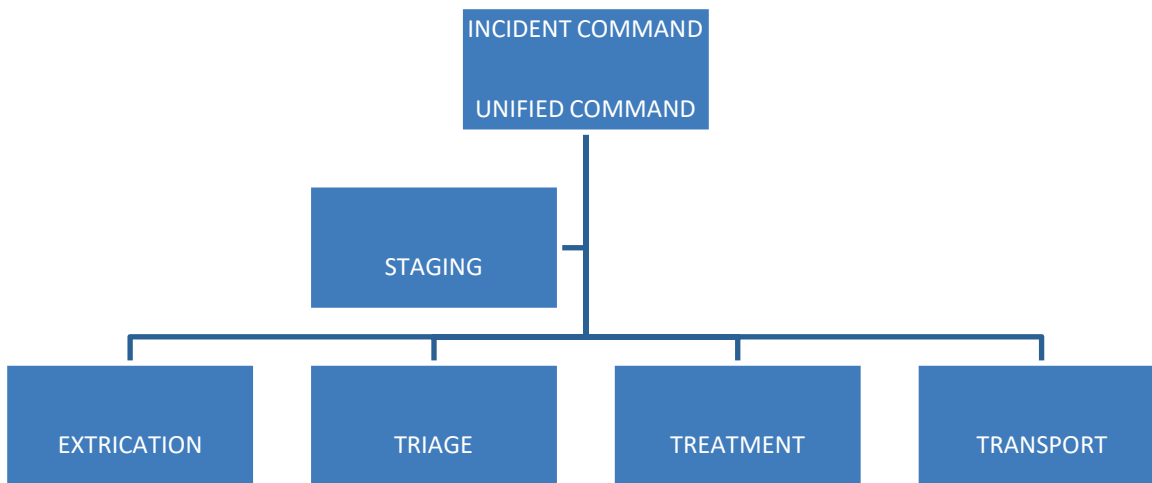 INCIDENT COMMAND
UNIFIED COMMAND
STAGING
EXTRICATION
TRIAGE
TREATMENT
TRANSPORT